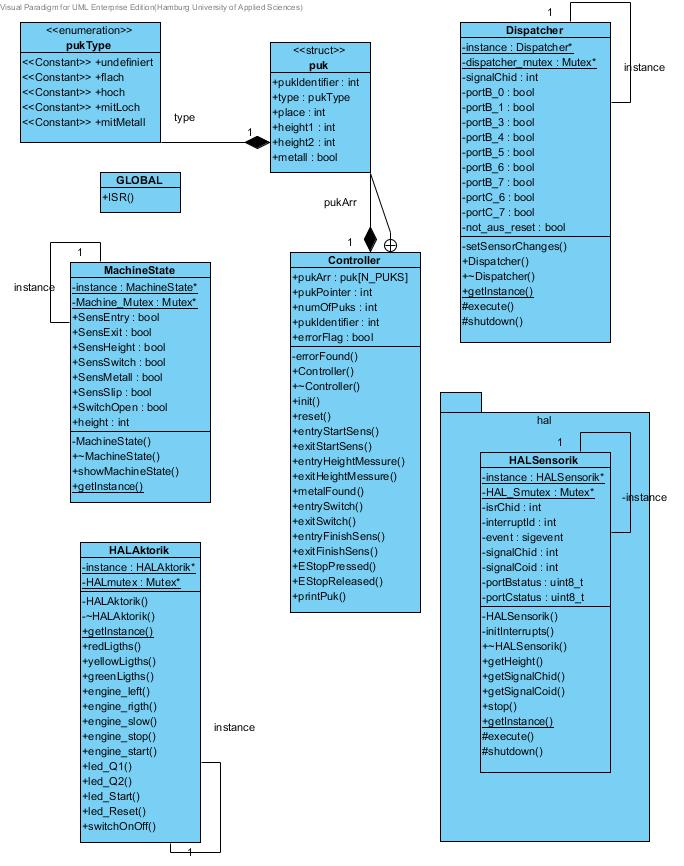 Visual Paradigm for UML Enterprise Edition(Hamburg University of Applied Sciences)
<<enumeration>>
pukType
<<Constant>> +undefiniert
<<Constant>> +flach
<<Constant>> +hoch
<<Constant>> +mitLoch
<<Constant>> +mitMetall
type
1
<<struct>>
puk
+pukIdentifier : int
+type : pukType
+place : int
+height1 : int
+height2 : int
+metall : bool
pukArr
1
GLOBAL
+ISR()
1
instance
MachineState
-instance : MachineState*
-Machine_Mutex : Mutex*
+SensEntry : bool
+SensExit : bool
+SensHeight : bool
+SensSwitch : bool
+SensMetall : bool
+SensSlip : bool
+SwitchOpen : bool
+height : int
-MachineState()
+~MachineState()
+showMachineState()
+getInstance()
Controller
+pukArr : puk[N_PUKS]
+pukPointer : int
+numOfPuks : int
+pukIdentifier : int
+errorFlag : bool
-errorFound()
+Controller()
+~Controller()
+init()
+reset()
+entryStartSens()
+exitStartSens()
+entryHeightMessure()
+exitHeightMessure()
+metalFound()
+entrySwitch()
+exitSwitch()
+entryFinishSens()
+exitFinishSens()
+EStopPressed()
+EStopReleased()
+printPuk()
1
instance
Dispatcher
-instance : Dispatcher*
-dispatcher_mutex : Mutex*
-signalChid : int
-portB_0 : bool
-portB_1 : bool
-portB_3 : bool
-portB_4 : bool
-portB_5 : bool
-portB_6 : bool
-portB_7 : bool
-portC_6 : bool
-portC_7 : bool
-not_aus_reset : bool
-setSensorChanges()
+Dispatcher()
+~Dispatcher()
+getInstance()
#execute()
#shutdown()
HALAktorik
-instance : HALAktorik*
-HALmutex : Mutex*
-HALAktorik()
-~HALAktorik()
+getInstance()
+redLigths()
+yellowLigths()
+greenLigths()
+engine_left()
+engine_rigth()
+engine_slow()
+engine_stop()
+engine_start()
+led_Q1()
+led_Q2()
+led_Start()
+led_Reset()
+switchOnOff()
instance
1
hal
1
-instance
HALSensorik
-instance : HALSensorik*
-HAL_Smutex : Mutex*
-isrChid : int
-interruptId : int
-event : sigevent
-signalChid : int
-signalCoid : int
-portBstatus : uint8_t
-portCstatus : uint8_t
-HALSensorik()
-initInterrupts()
+~HALSensorik()
+getHeight()
+getSignalChid()
+getSignalCoid()
+stop()
+getInstance()
#execute()
#shutdown()